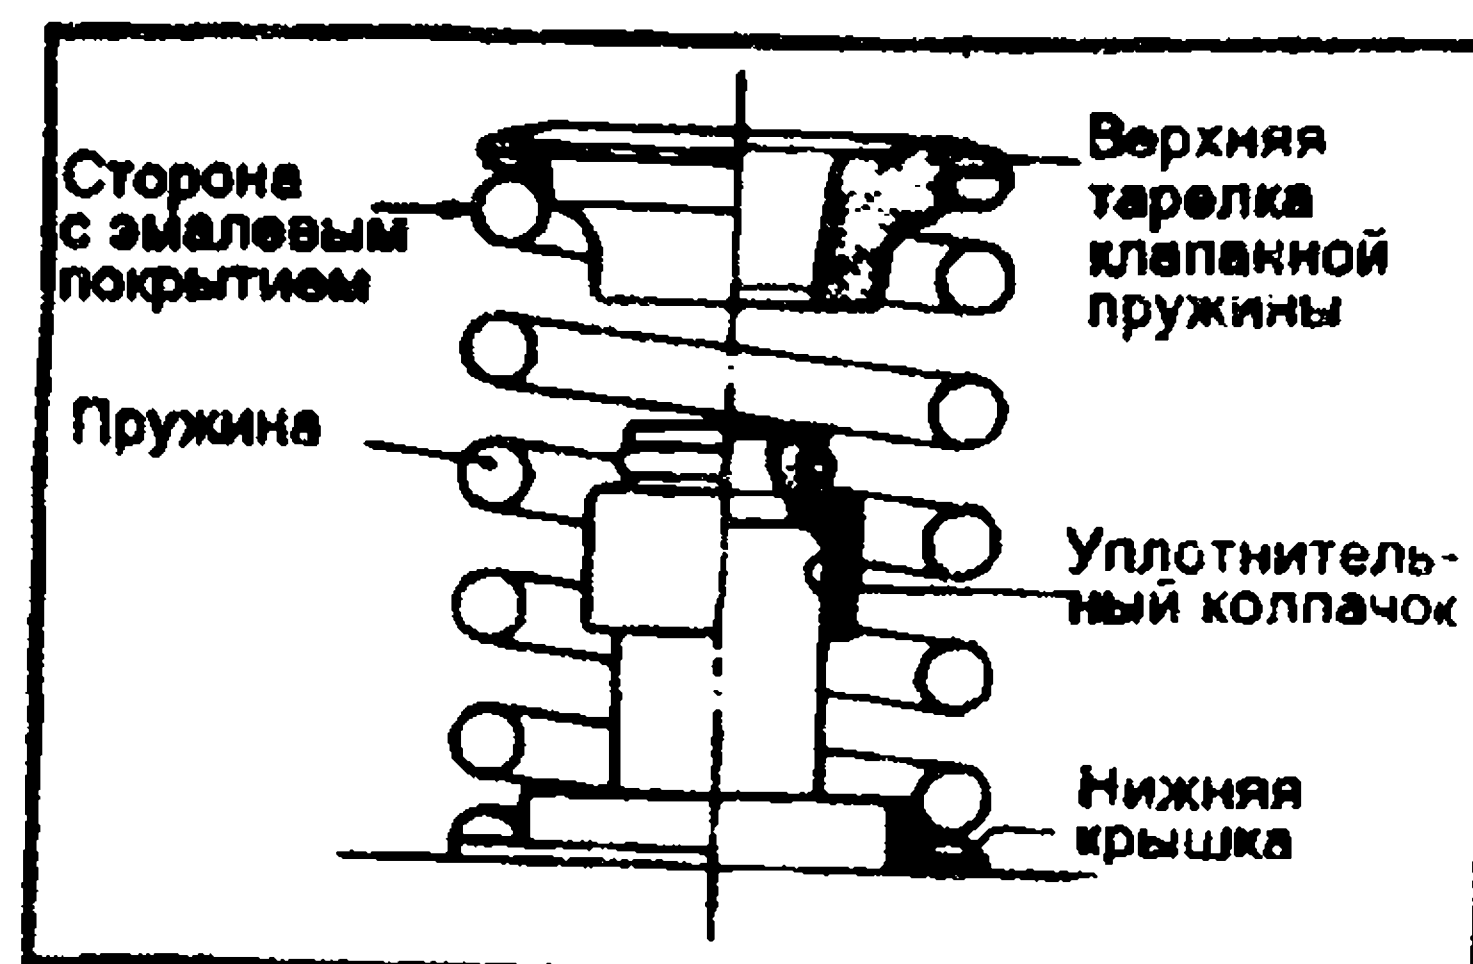 Сторона
с эмалевым
покрытием
Пружина
Верхняя
тарелка
клапанной
пружины
Уплотнитель-
ный колпачок
Нижняя
крышка